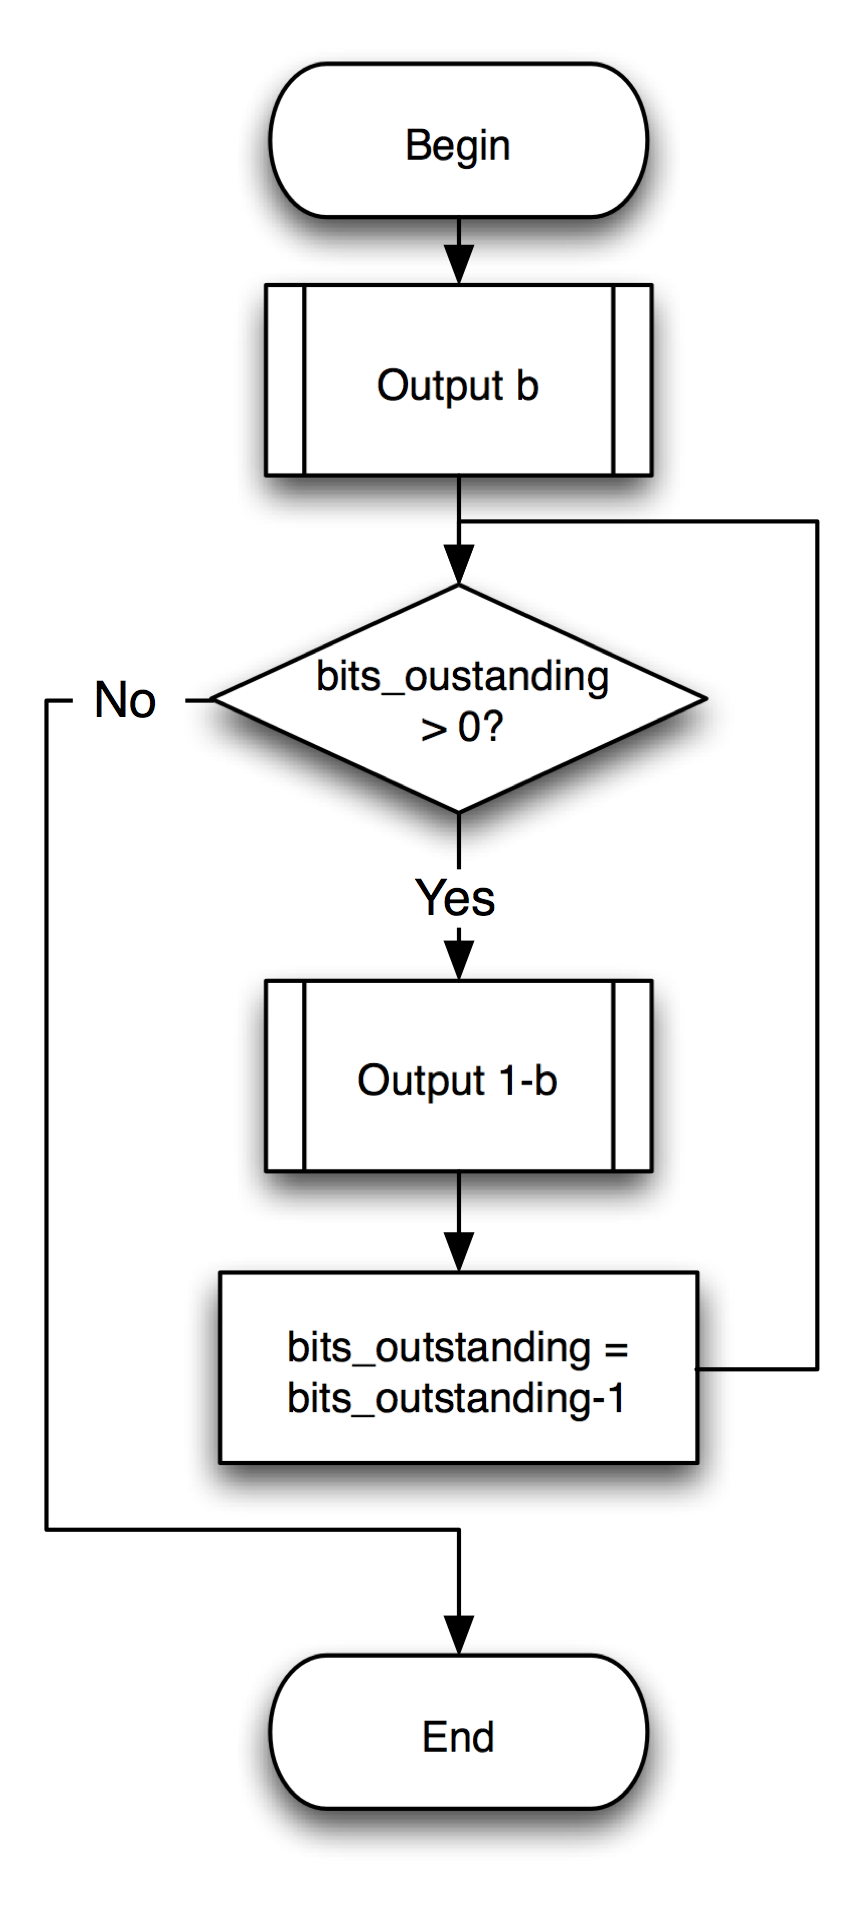 Begin
Output b
bits_oustanding
> 0?
No
Yes
Output 1-b
bits_outstanding =
bits_outstanding-1
End